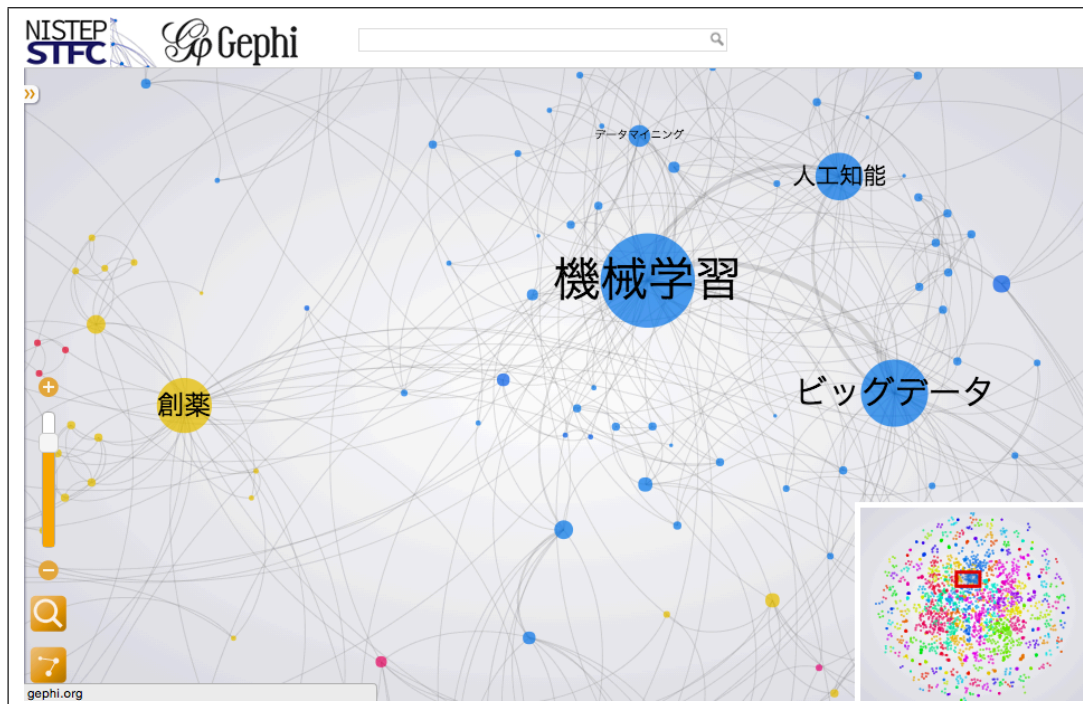 NISTEP
STFC
Gephi
データマイニング
人工知能
機械学習
ビッグデータ
創薬
gephi.org